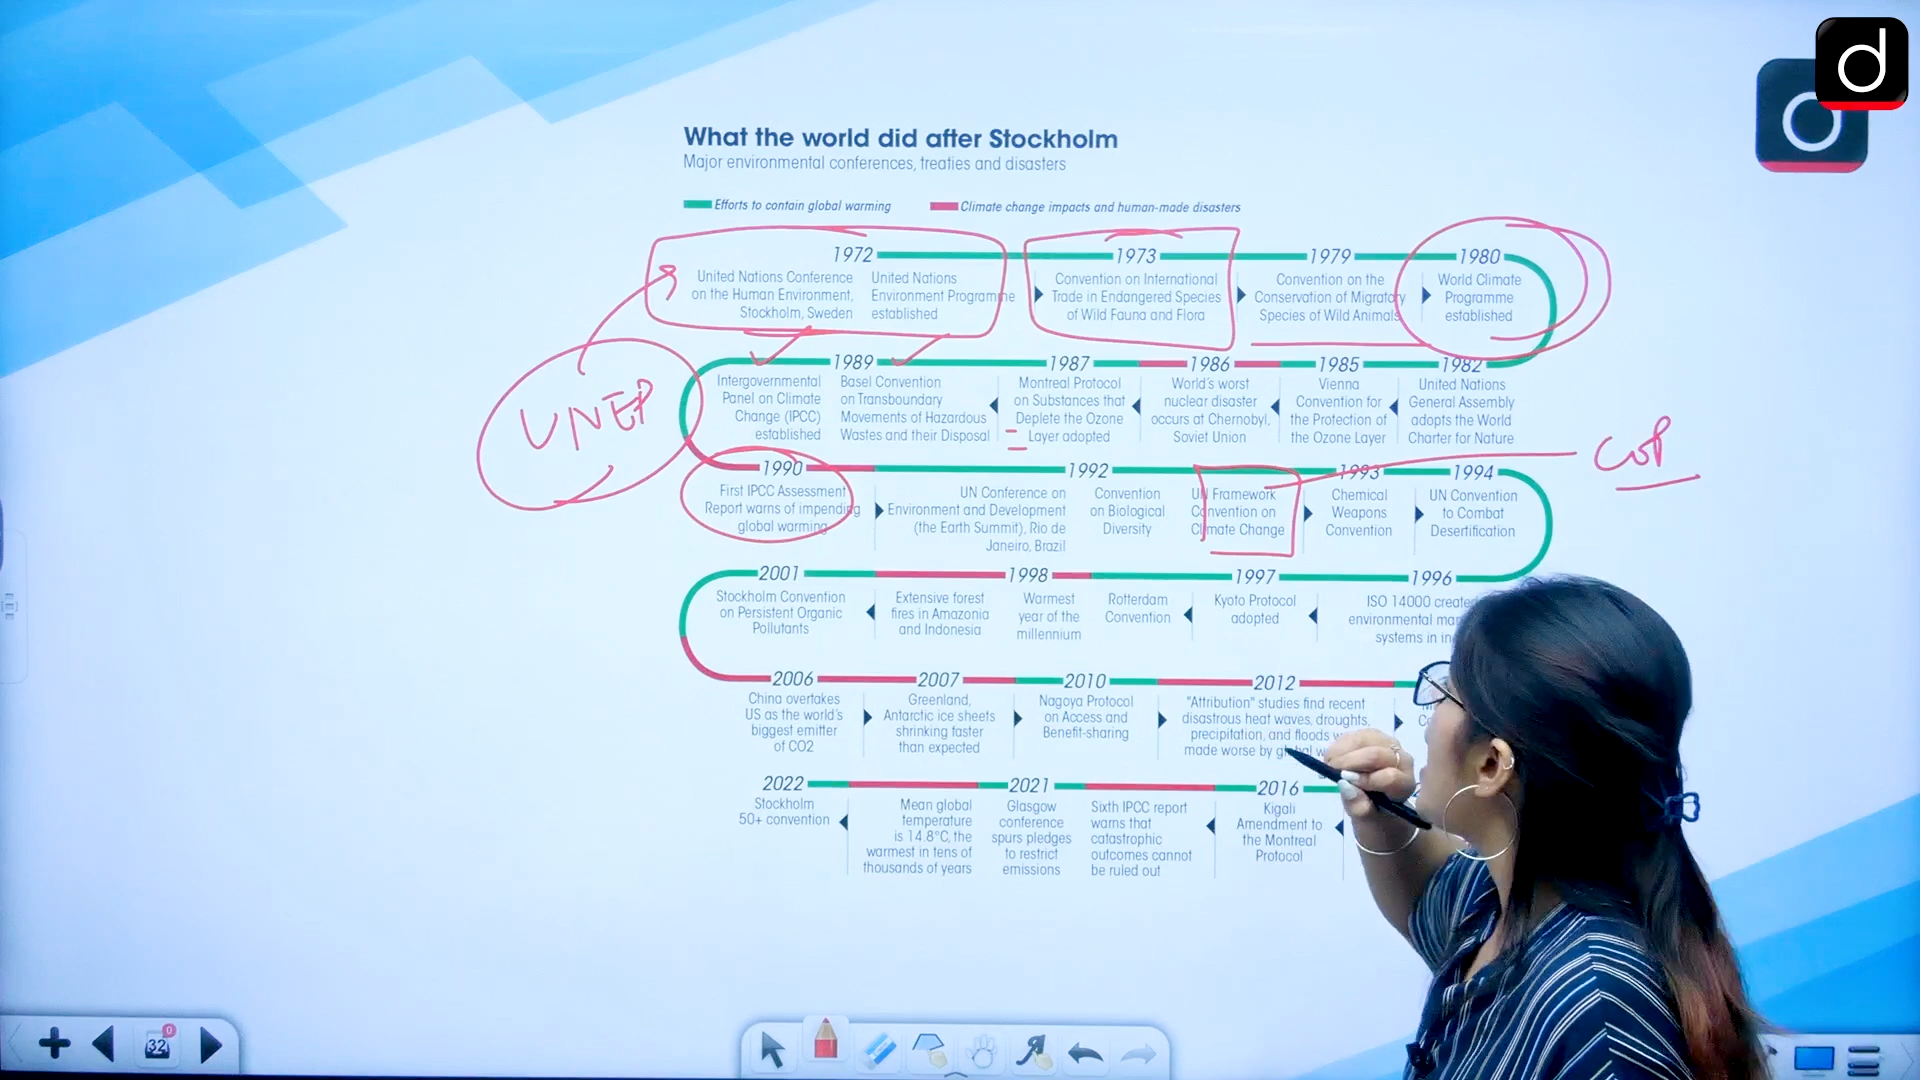 d
What the world did after Stockholm
Major environmental conferences, treaties and disasters
Efforts to contain global warming
Climate change impacts and human-made disasters
1972
United Nations Conference
on the Human Environment,
Stockholm, Sweden
United Nations
Environment Programme
established
1973
Convention on International
Trade in Endangered Species
of Wild Fauna and Flora
1979
Convention on the
Conservation of Migratory
Species of Wild Animals
1980
World Climate
Programme
established
UNEP
1989
Intergovernmental
Panel on Climate
Change (IPCC)
established
Basel Convention
on Transboundary
Movements of Hazardous
Wastes and their Disposal
1987
Montreal Protocol
on Substances that
Deplete the Ozone
Layer adopted
1986
World's worst
nuclear disaster
occurs at Chernobyl,
Soviet Union
1985
Vienna
Convention for
the Protection of
the Ozone Layer
1982
United Nations
General Assembly
adopts the World
Charter for Nature
COP
1990
First IPCC Assessment
Report warns of impending
global warming
1992
UN Conference on
Environment and Development
(the Earth Summit), Rio de
Janeiro, Brazil
Convention
on Biological
Diversity
UN Framework
Convention on
Climate Change
1993
Chemical
Weapons
Convention
1994
UN Convention
to Combat
Desertification
2001
Stockholm Convention
on Persistent Organic
Pollutants
1998
Extensive forest
fires in Amazonia
and Indonesia
Warmest
year of the
millennium
Rotterdam
Convention
1997
Kyoto Protocol
adopted
1996
ISO 14000 create
environmental ma
systems in in
2006
China overtakes
US as the world's
biggest emitter
of CO2
2007
Greenland,
Antarctic ice sheets
shrinking faster
than expected
2010
Nagoya Protocol
on Access and
Benefit-sharing
2012
"Attribution" studies find recent
disastrous heat waves, droughts,
precipitation, and floods
made worse by global
2022
Stockholm
50+ convention
2021
Mean global
temperature
is 14.8°C, the
warmest in tens of
thousands of years
Glasgow
conference
spurs pledges
to restrict
emissions
Sixth IPCC report
warns that
catastrophic
outcomes cannot
be ruled out
2016
Kigali
Amendment to
the Montreal
Protocol
32
0